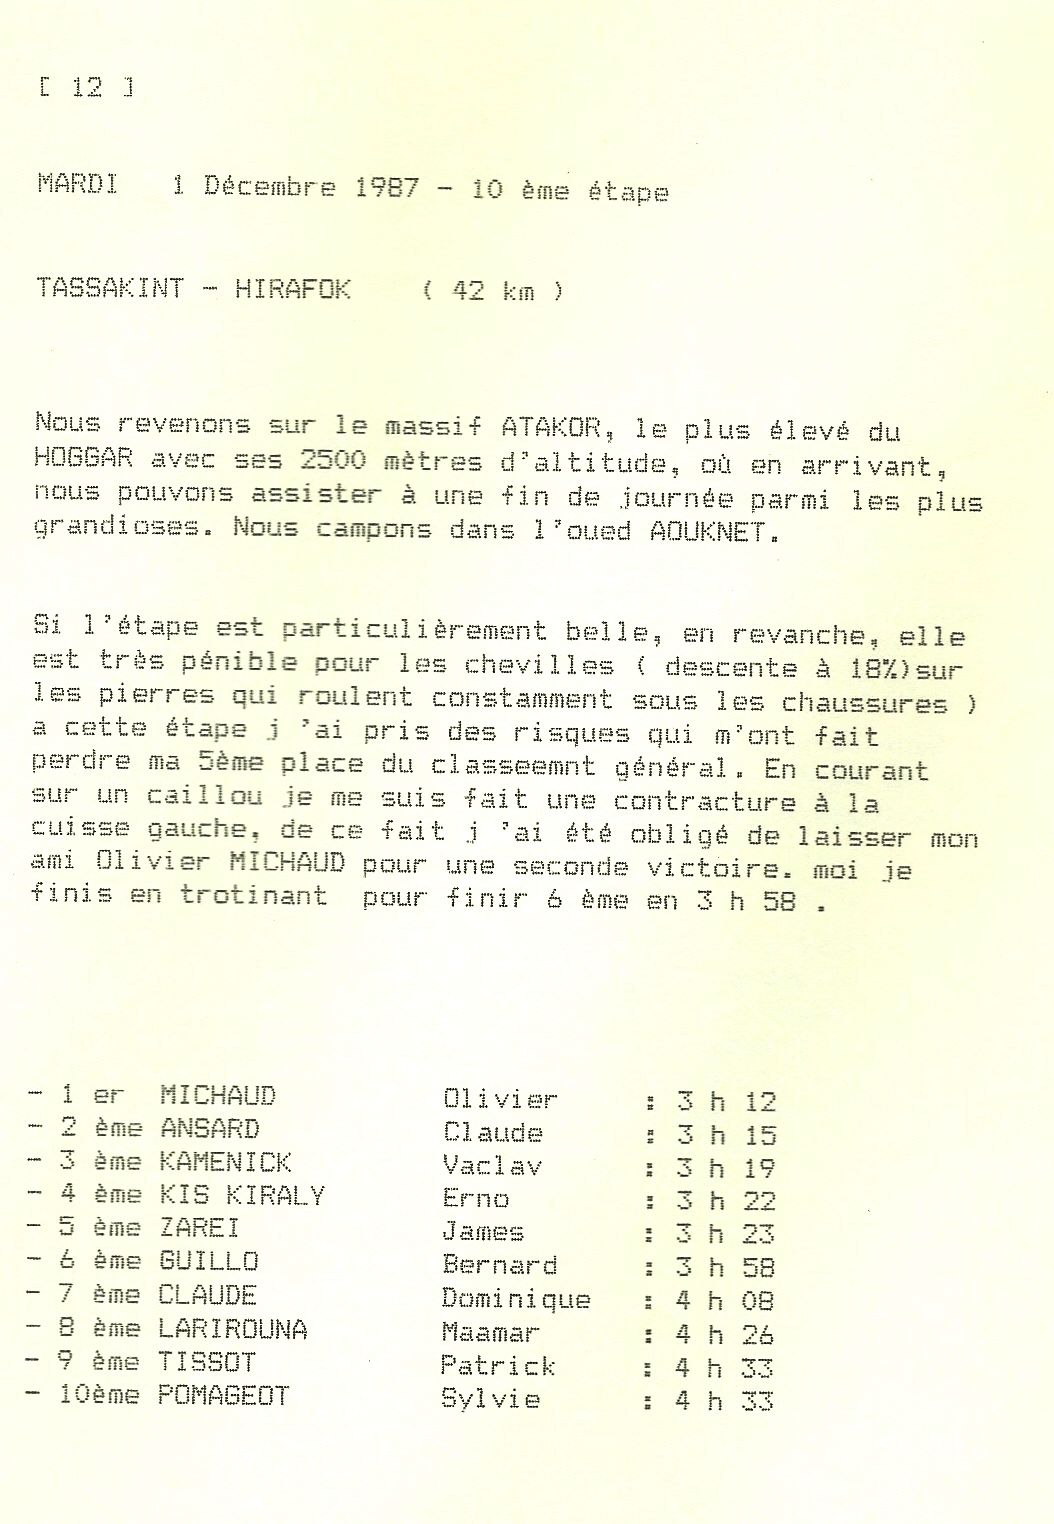 [ 12 ]
MARDI 1 Décembre 1987 - 10 ème étape
TASSAKINT - HIRAFOK ( 42 km )
Nous revenons sur le massif ATAKOR, le plus élevé du
HOGGAR avec ses 2500 mètres d'altitude, où en arrivant,
nous pouvons assister à une fin de journée parmi les plus
grandioses. Nous campons dans l'oued AOUKNET.
Si l'étape est particulièrement belle, en revanche, elle
est très pénible pour les chevilles ( descente à 18%)sur
les pierres qui roulent constamment sous les chaussures )
a cette étape j 'ai pris des risques qui m'ont fait
perdre ma 5ème place du classeemnt général. En courant
sur un caillou je me suis fait une contracture à la
cuisse gauche, de ce fait j 'ai été obligé de laisser mon
ami Olivier MICHAUD pour une seconde victoire. moi je
finis en trotinant pour finir 6 ème en 3 h 58 .
- 1 er MICHAUD Olivier : 3 h 12
- 2 ème ANSARD Claude : 3 h 15
- 3 ème KAMENICK Vaclav : 3 h 19
- 4 ème KIS KIRALY Erno : 3 h 22
- 5 ème ZAREI James : 3 h 23
- 6 ème GUILLO Bernard : 3 h 58
- 7 ème CLAUDE Dominique : 4 h 08
- 8 ème LARIROUNA Maamar : 4 h 26
- 9 ème TISSOT Patrick : 4 h 33
- 10ème POMAGEOT Sylvie : 4 h 33